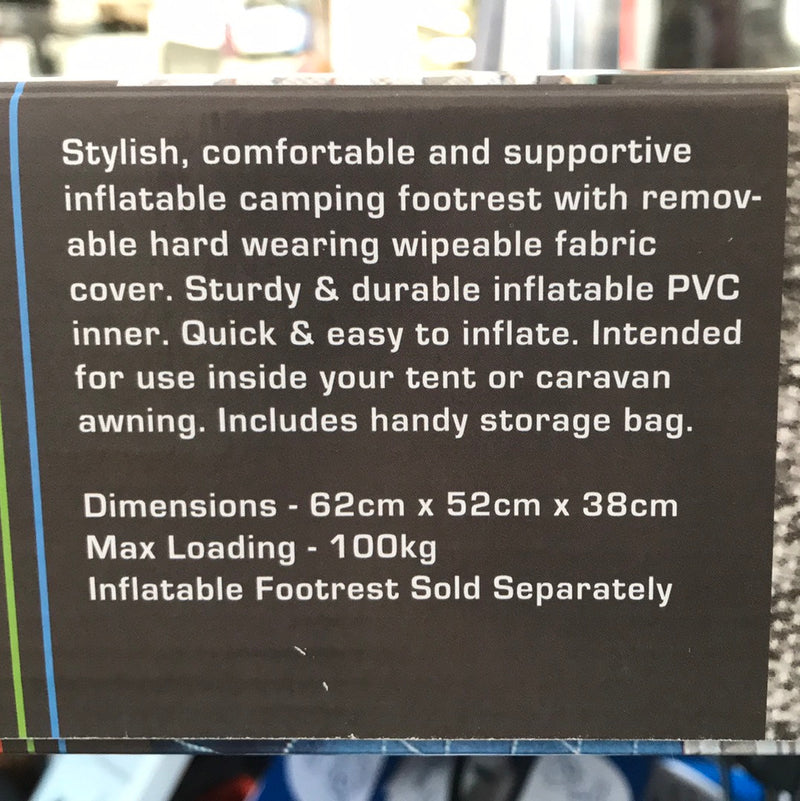 Stylish, comfortable and supportive
inflatable camping footrest with remov-
able hard wearing wipeable fabric
cover. Sturdy & durable inflatable PVC
inner. Quick & easy to inflate. Intended
for use inside your tent or caravan
awning. Includes handy storage bag.
Dimensions - 62cm x 52cm x 38cm
Max Loading - 100kg
Inflatable Footrest Sold Separately